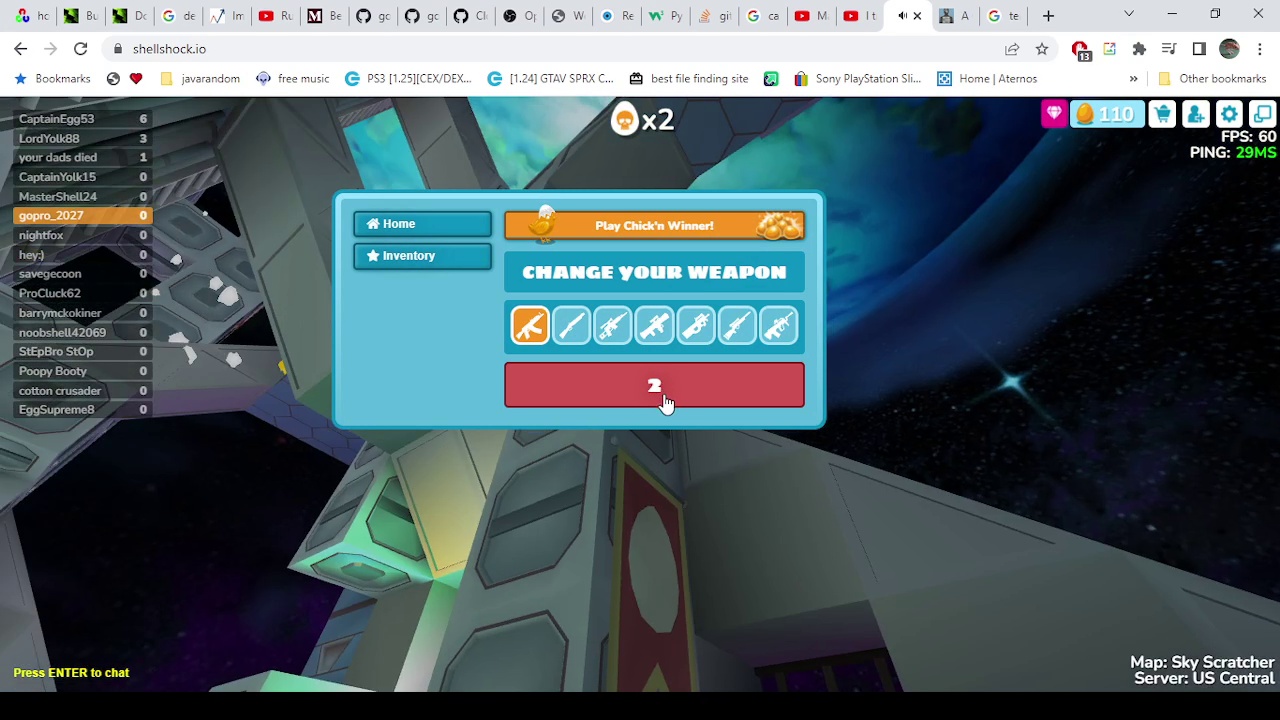 hc
Bu
Dc
de
Im
Ru
Be
gc
gc
Cl
Op
W
Re
Py
git
ca
M
I t
A
te
shellshock.io
13
Bookmarks
javarandom
free music
PS3 [1.25][CEX/DEX...
[1.24] GTAV SPRX C...
best file finding site
Sony PlayStation Sli...
Home | Aternos
»
Other bookmarks
CaptainEgg53 6
LordYolk88 3
your dads died 1
CaptainYolk15 0
MasterShell24 0
gopro_2027 0
nightfox 0
hey:) 0
savegecoon 0
ProCluck62 0
barrymckokiner 0
noobshell42069 0
StEpBro StOp 0
Poopy Booty 0
cotton crusader 0
EggSupreme8 0
x2
110
FPS: 60
PING: 29MS
Home
Inventory
Play Chick'n Winner!
CHANGE YOUR WEAPON
2
Press ENTER to chat
Map: Sky Scratcher
Server: US Central